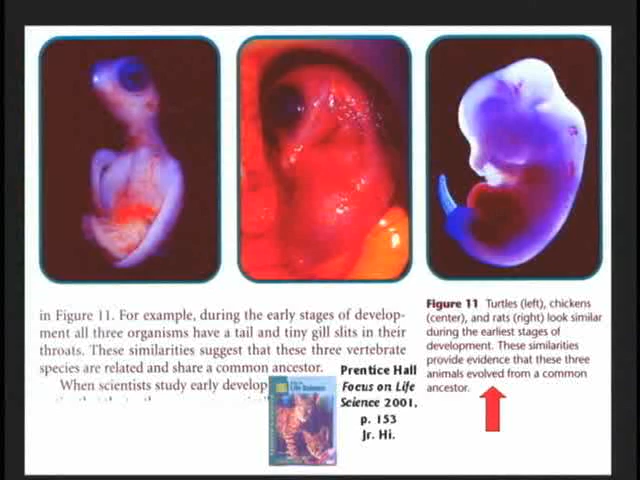 in Figure 11. For example, during the early stages of develop-
ment all three organisms have a tail and tiny gill slits in their
throats. These similarities suggest that these three vertebrate
species are related and share a common ancestor.
When scientists study early develop
Figure 11 Turtles (left), chickens
(center), and rats (right) look similar
during the earliest stages of
development. These similarities
provide evidence that these three
animals evolved from a common
ancestor.
Prentice Hall
Focus on Life
Science 2001,
p. 153
Jr. Hi.
Life Science